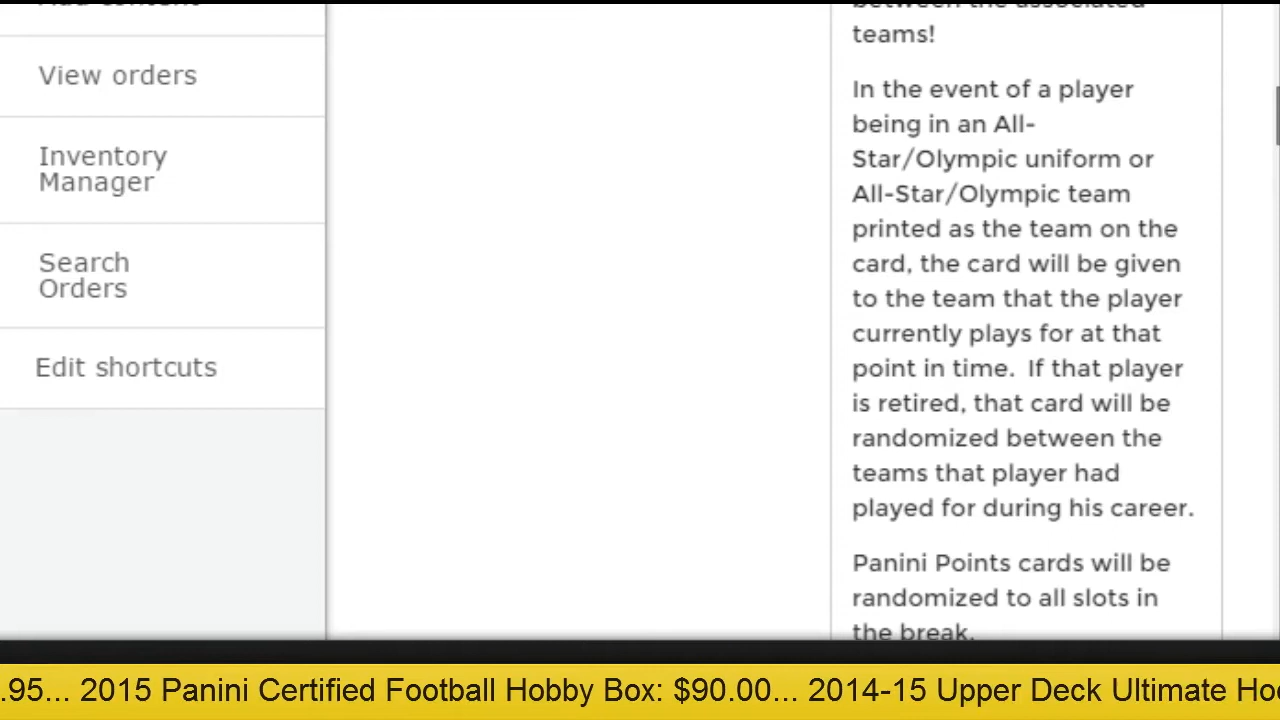 View orders
Inventory
Manager
Search
Orders
Edit shortcuts
between the associated
teams!
In the event of a player
being in an All-
Star/Olympic uniform or
All-Star/Olympic team
printed as the team on the
card, the card will be given
to the team that the player
currently plays for at that
point in time.  If that player
is retired, that card will be
randomized between the
teams that player had
played for during his career.
Panini Points cards will be
randomized to all slots in
the break.
.95... 2015 Panini Certified Football Hobby Box: $90.00... 2014-15 Upper Deck Ultimate